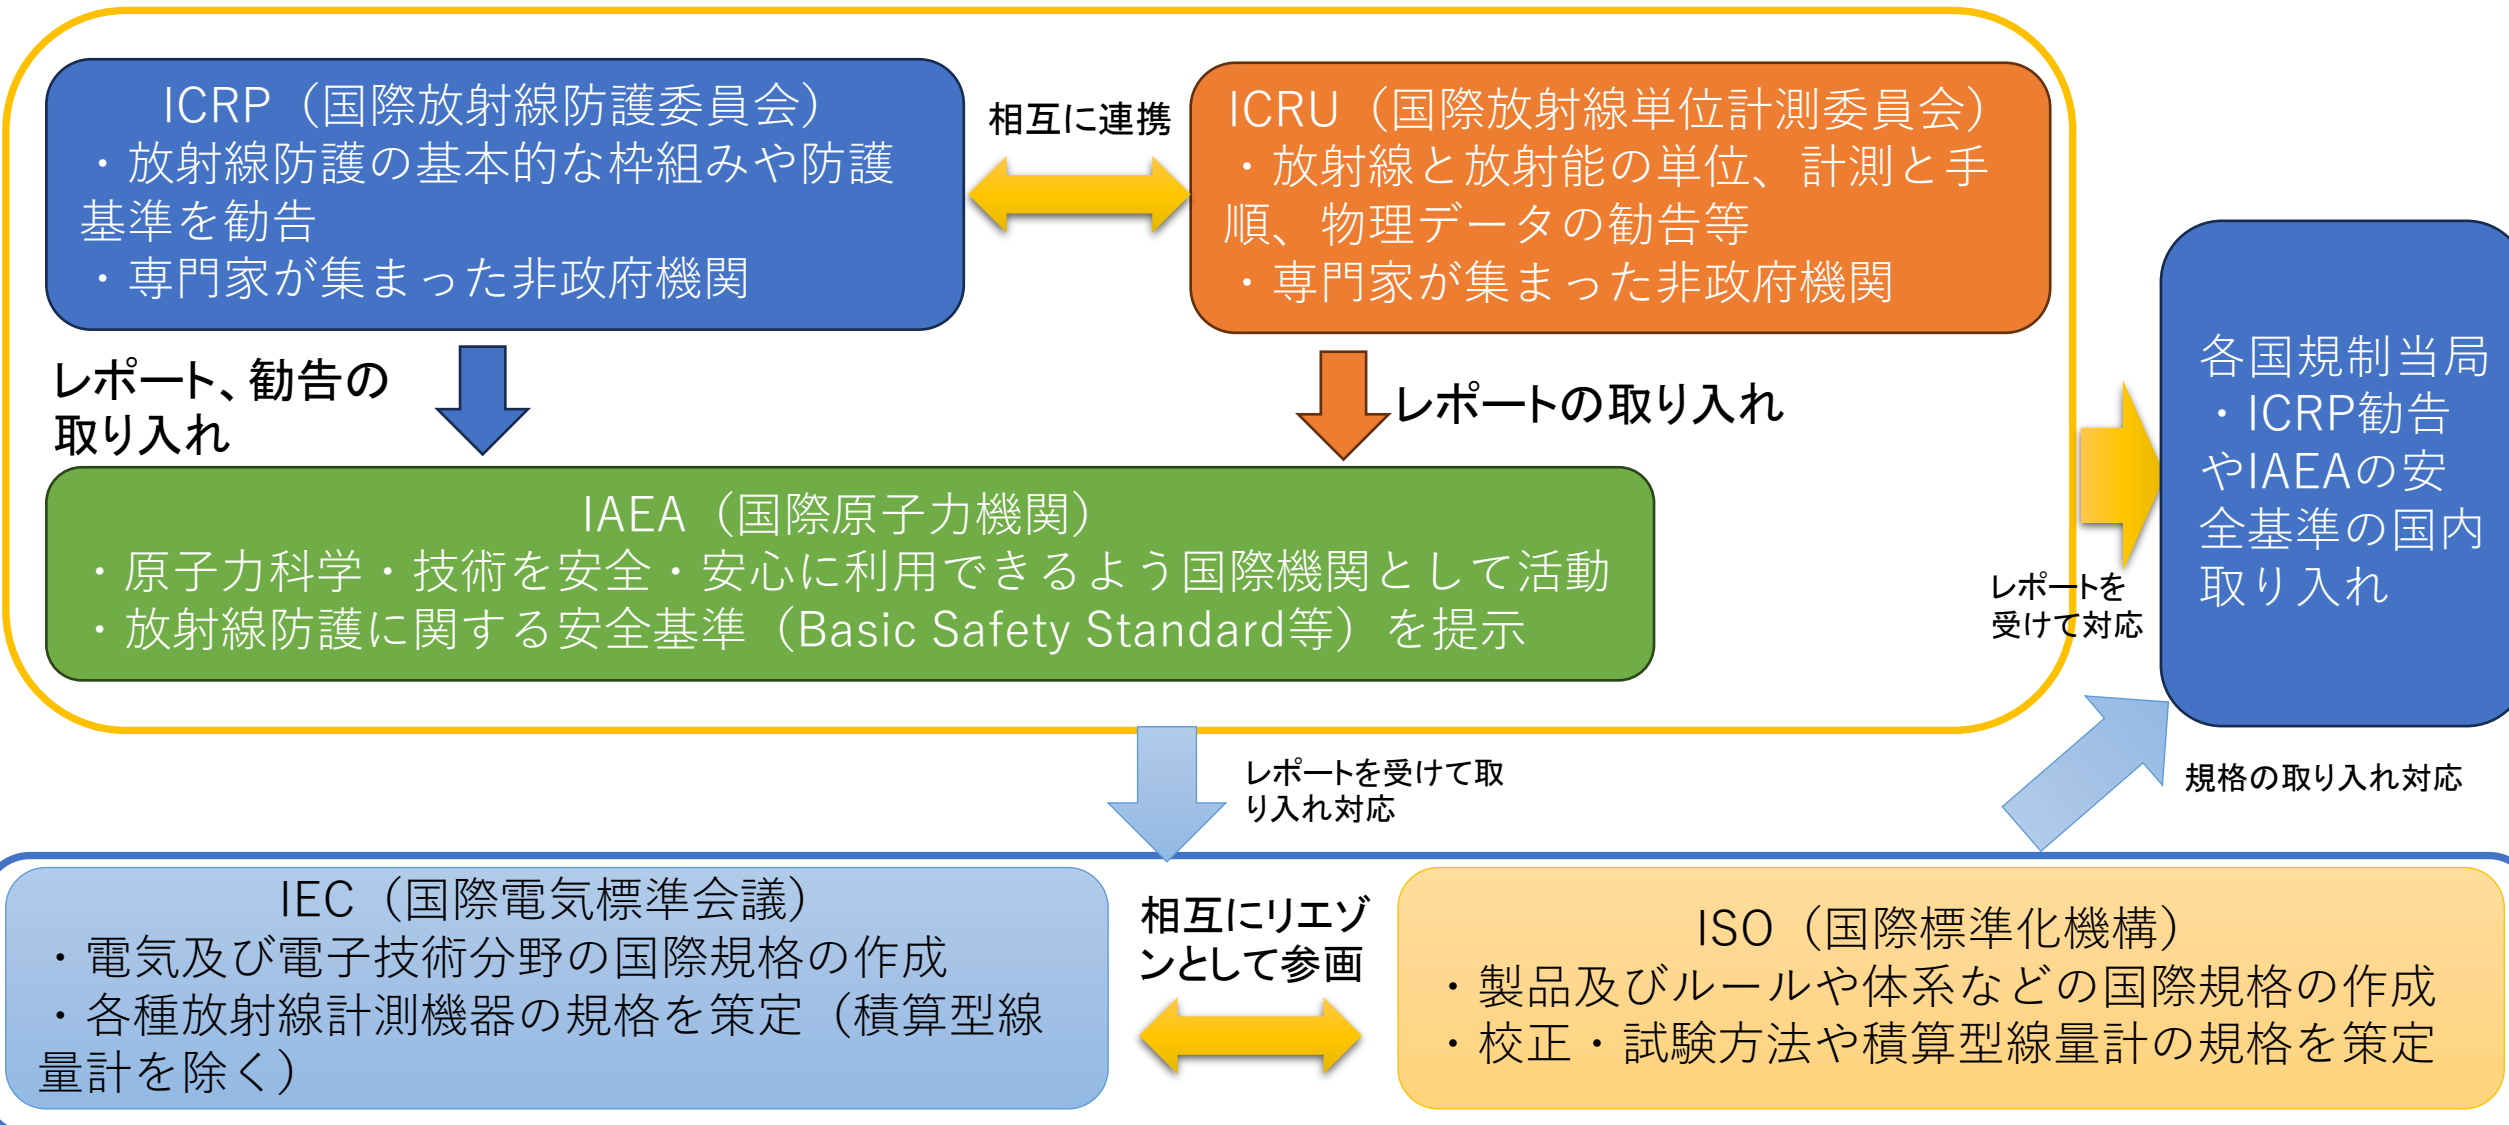 ICRP（国際放射線防護委員会）
・放射線防護の基本的な枠組みや防護
基準を勧告
・専門家が集まった非政府機関
相互に連携
ICRU（国際放射線単位計測委員会）
・放射線と放射能の単位、計測と手
順、物理データの勧告等
・専門家が集まった非政府機関
レポート、勧告の
取り入れ
レポートの取り入れ
IAEA（国際原子力機関）
・原子力科学・技術を安全・安心に利用できるよう国際機関として活動
・放射線防護に関する安全基準（Basic Safety Standard等）を提示
各国規制当局
・ICRP勧告
やIAEAの安
全基準の国内
取り入れ
レポートを
受けて対応
レポートを受けて取
り入れ対応
規格の取り入れ対応
IEC（国際電気標準会議）
・電気及び電子技術分野の国際規格の作成
・各種放射線計測機器の規格を策定（積算型線
量計を除く）
相互にリエゾ
ンとして参画
ISO（国際標準化機構）
・製品及びルールや体系などの国際規格の作成
・校正・試験方法や積算型線量計の規格を策定